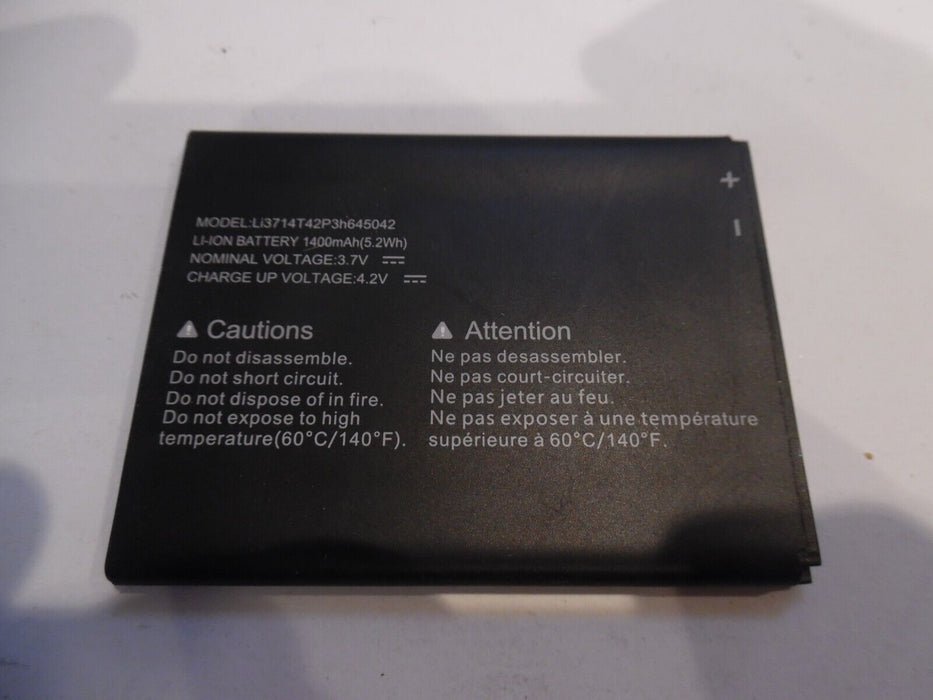 +
–
MODEL:Li3714T42P3h645042
LI-ION BATTERY 1400mAh(5.2Wh)
NOMINAL VOLTAGE:3.7V ⎓
CHARGE UP VOLTAGE:4.2V ⎓
⚠ Cautions
Do not disassemble.
Do not short circuit.
Do not dispose of in fire.
Do not expose to high
temperature(60°C/140°F).
⚠ Attention
Ne pas desassembler.
Ne pas court-circuiter.
Ne pas jeter au feu.
Ne pas exposer à une température
supérieure à 60°C/140°F.